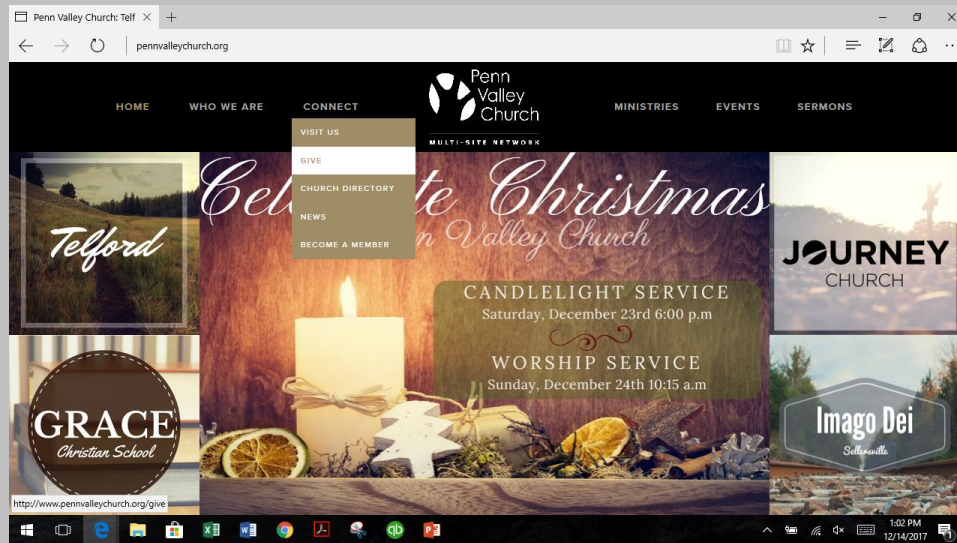 Penn Valley Church: Telf
pennvalleychurch.org
HOME
WHO WE ARE
CONNECT
Penn
Valley
Church
MULTI-SITE NETWORK
MINISTRIES
EVENTS
SERMONS
VISIT US
GIVE
CHURCH DIRECTORY
NEWS
BECOME A MEMBER
Telford
Christmas
Valley Church
CANDLELIGHT SERVICE
Saturday, December 23rd 6:00 p.m
WORSHIP SERVICE
Sunday, December 24th 10:15 a.m
JOURNEY
CHURCH
GRACE
Christian School
Imago Dei
Sellersville
http://www.pennvalleychurch.org/give
1:02 PM
12/14/2017